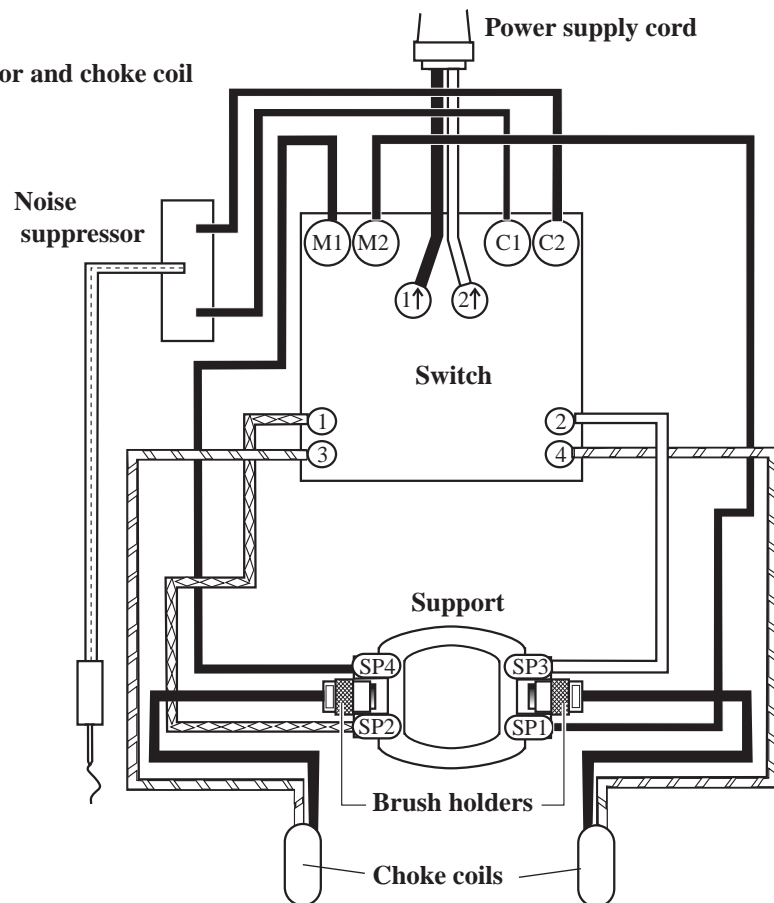 Power supply cord
or and choke coil
Noise
suppressor
M1 M2 C1 C2
1↑ 2↑
Switch
1 2
3 4
Support
SP4 SP3
SP2 SP1
Brush holders
Choke coils